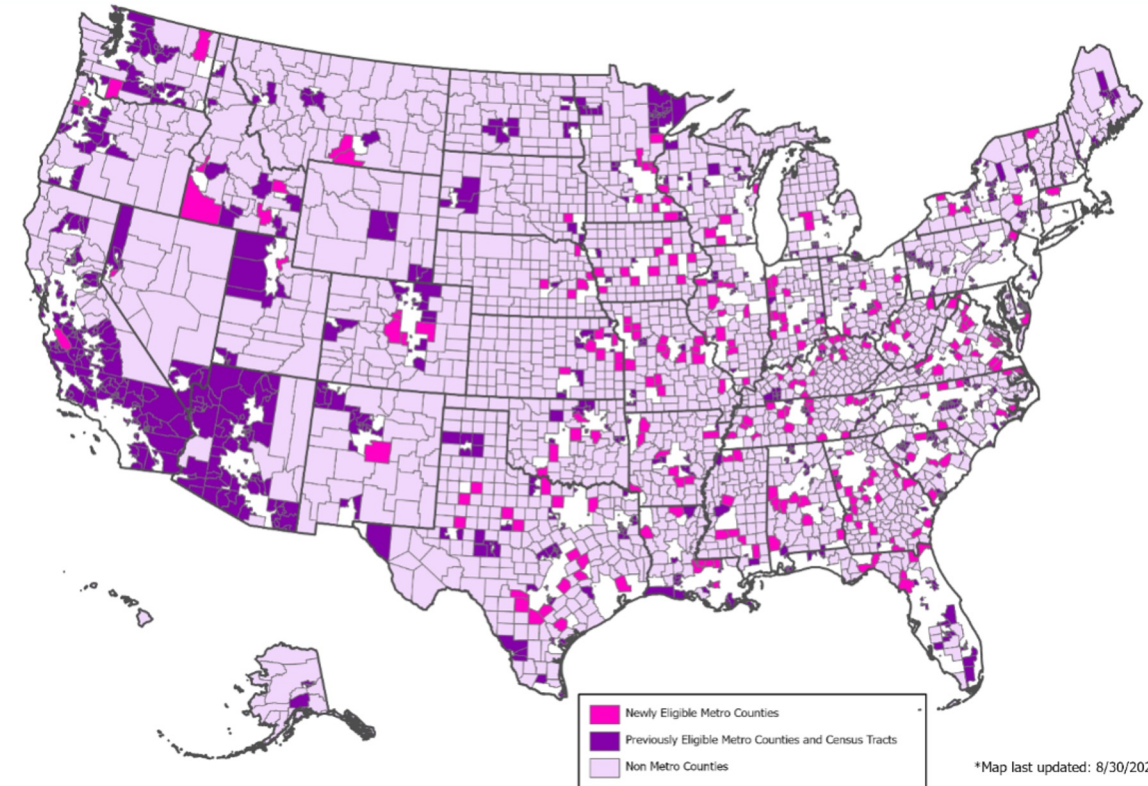 Newly Eligible Metro Counties
Previously Eligible Metro Counties and Census Tracts
Non Metro Counties
*Map last updated: 8/30/202